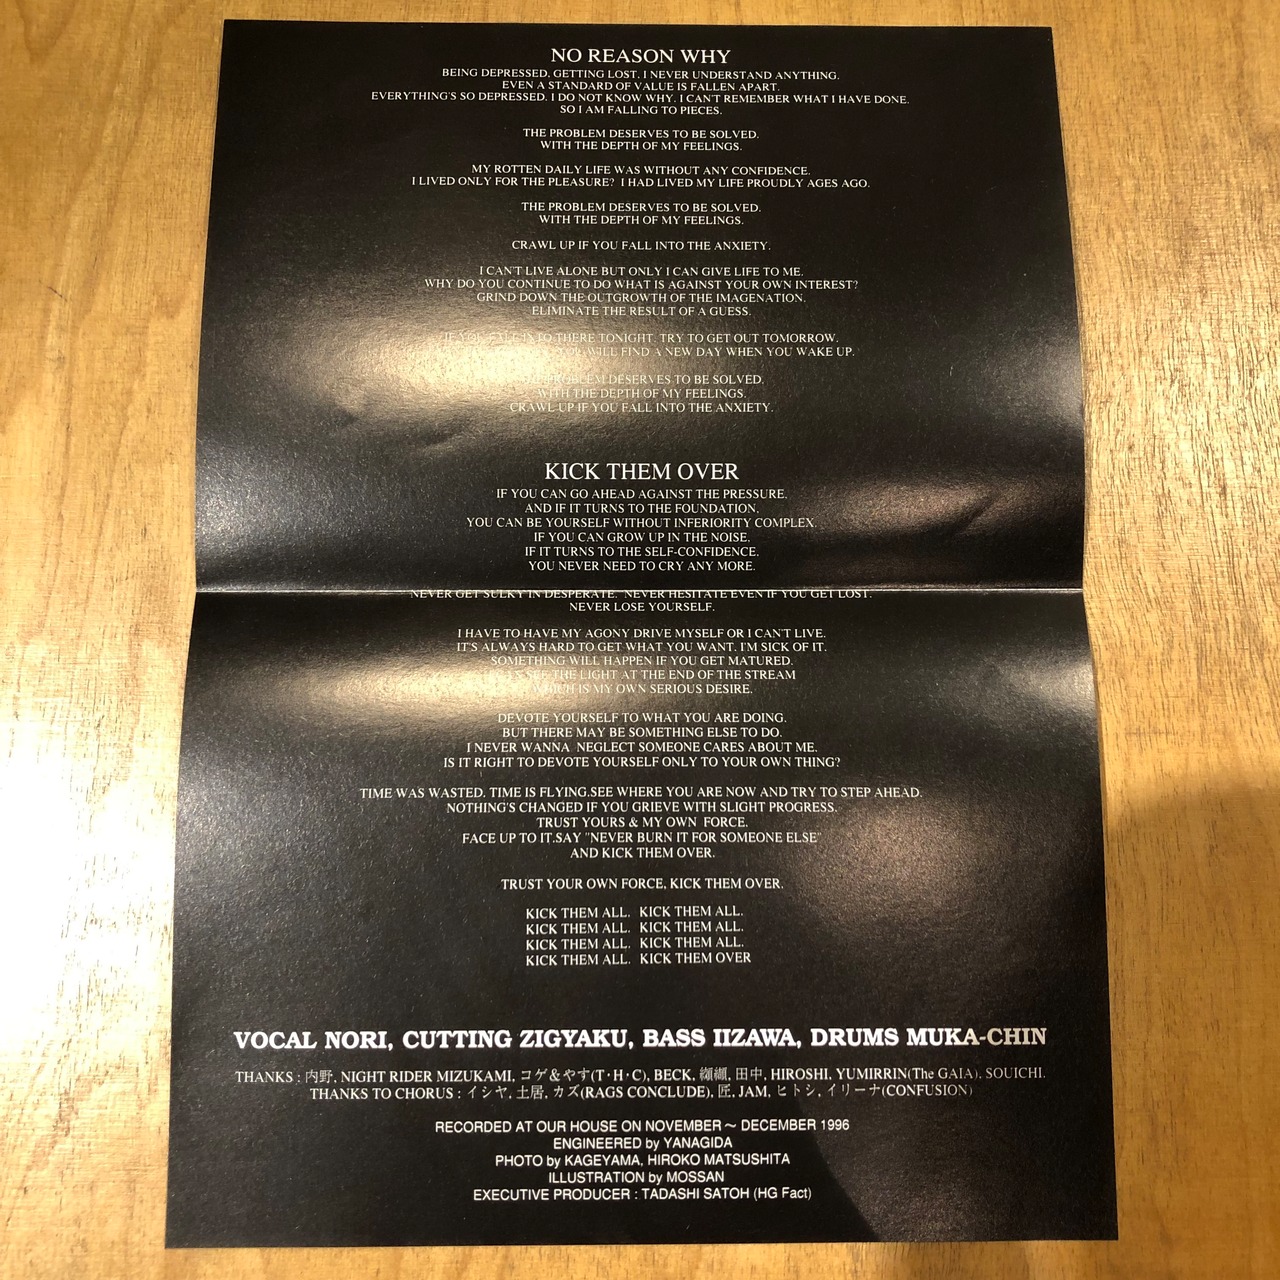 NO REASON WHY
BEING DEPRESSED, GETTING LOST, I NEVER UNDERSTAND ANYTHING.
EVEN A STANDARD OF VALUE IS FALLEN APART.
EVERYTHING'S SO DEPRESSED. I DO NOT KNOW WHY. I CAN'T REMEMBER WHAT I HAVE DONE.
SO I AM FALLING TO PIECES.
THE PROBLEM DESERVES TO BE SOLVED.
WITH THE DEPTH OF MY FEELINGS.
MY ROTTEN DAILY LIFE WAS WITHOUT ANY CONFIDENCE.
I LIVED ONLY FOR THE PLEASURE? I HAD LIVED MY LIFE PROUDLY AGES AGO.
THE PROBLEM DESERVES TO BE SOLVED.
WITH THE DEPTH OF MY FEELINGS.
CRAWL UP IF YOU FALL INTO THE ANXIETY.
I CAN'T LIVE ALONE BUT ONLY I CAN GIVE LIFE TO ME.
WHY DO YOU CONTINUE TO DO WHAT IS AGAINST YOUR OWN INTEREST?
GRIND DOWN THE OUTGROWTH OF THE IMAGENATION.
ELIMINATE THE RESULT OF A GUESS.
IF YOU FALL INTO THERE TONIGHT. TRY TO GET OUT TOMORROW.
YOU WILL FIND A NEW DAY WHEN YOU WAKE UP.
PROBLEM DESERVES TO BE SOLVED.
WITH THE DEPTH OF MY FEELINGS.
CRAWL UP IF YOU FALL INTO THE ANXIETY.
KICK THEM OVER
IF YOU CAN GO AHEAD AGAINST THE PRESSURE.
AND IF IT TURNS TO THE FOUNDATION.
YOU CAN BE YOURSELF WITHOUT INFERIORITY COMPLEX.
IF YOU CAN GROW UP IN THE NOISE.
IF IT TURNS TO THE SELF-CONFIDENCE.
YOU NEVER NEED TO CRY ANY MORE.
NEVER GET SULKY IN DESPERATE. NEVER HESITATE EVEN IF YOU GET LOST.
NEVER LOSE YOURSELF.
I HAVE TO HAVE MY AGONY DRIVE MYSELF OR I CAN'T LIVE.
IT'S ALWAYS HARD TO GET WHAT YOU WANT. I'M SICK OF IT.
SOMETHING WILL HAPPEN IF YOU GET MATURED.
SEE THE LIGHT AT THE END OF THE STREAM
WHICH IS MY OWN SERIOUS DESIRE.
DEVOTE YOURSELF TO WHAT YOU ARE DOING.
BUT THERE MAY BE SOMETHING ELSE TO DO.
I NEVER WANNA NEGLECT SOMEONE CARES ABOUT ME.
IS IT RIGHT TO DEVOTE YOURSELF ONLY TO YOUR OWN THING?
TIME WAS WASTED. TIME IS FLYING.SEE WHERE YOU ARE NOW AND TRY TO STEP AHEAD.
NOTHING'S CHANGED IF YOU GRIEVE WITH SLIGHT PROGRESS.
TRUST YOURS & MY OWN FORCE.
FACE UP TO IT.SAY "NEVER BURN IT FOR SOMEONE ELSE"
AND KICK THEM OVER.
TRUST YOUR OWN FORCE, KICK THEM OVER.
KICK THEM ALL. KICK THEM ALL.
KICK THEM ALL. KICK THEM ALL.
KICK THEM ALL. KICK THEM ALL.
KICK THEM ALL. KICK THEM OVER
VOCAL NORI, CUTTING ZIGYAKU, BASS IIZAWA, DRUMS MUKA-CHIN
THANKS : 内野, NIGHT RIDER MIZUKAMI, コゲ&やす(T・H・C), BECK, 田中, HIROSHI, YUMIRRIN(The GAIA), SOUICHI.
THANKS TO CHORUS : イシヤ, 土居, カズ(RAGS CONCLUDE), 匠, JAM, ヒトシ, イリーナ(CONFUSION)
RECORDED AT OUR HOUSE ON NOVEMBER〜 DECEMBER 1996
ENGINEERED by YANAGIDA
PHOTO by KAGEYAMA, HIROKO MATSUSHITA
ILLUSTRATION by MOSSAN
EXECUTIVE PRODUCER : TADASHI SATOH (HG Fact)